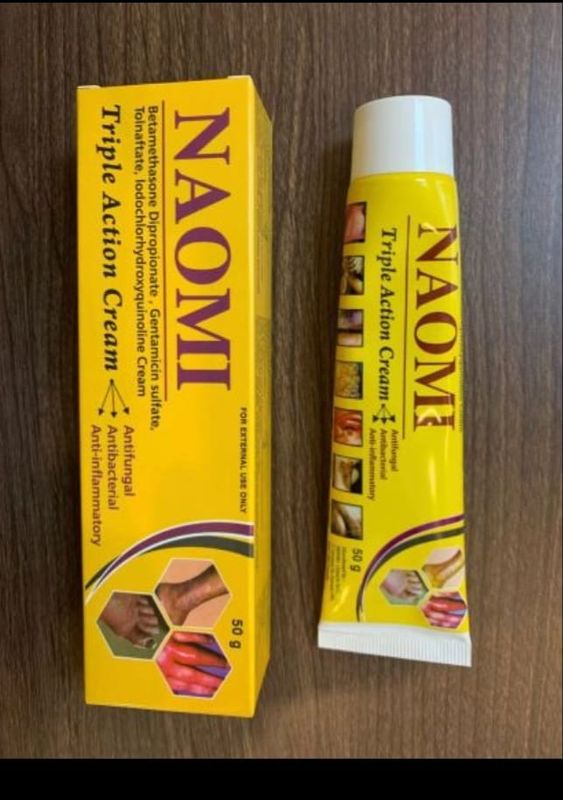 NAOMI
Betamethasone Dipropionate , Gentamicin sulfate,
Tolnaftate, Iodochlorhydroxyquinoline Cream
Triple Action Cream
Antifungal
Antibacterial
Anti-inflammatory
FOR EXTERNAL USE ONLY
50 g
NAOMI
Triple Action Cream
Antifungal
Antibacterial
Anti-inflammatory
50 g